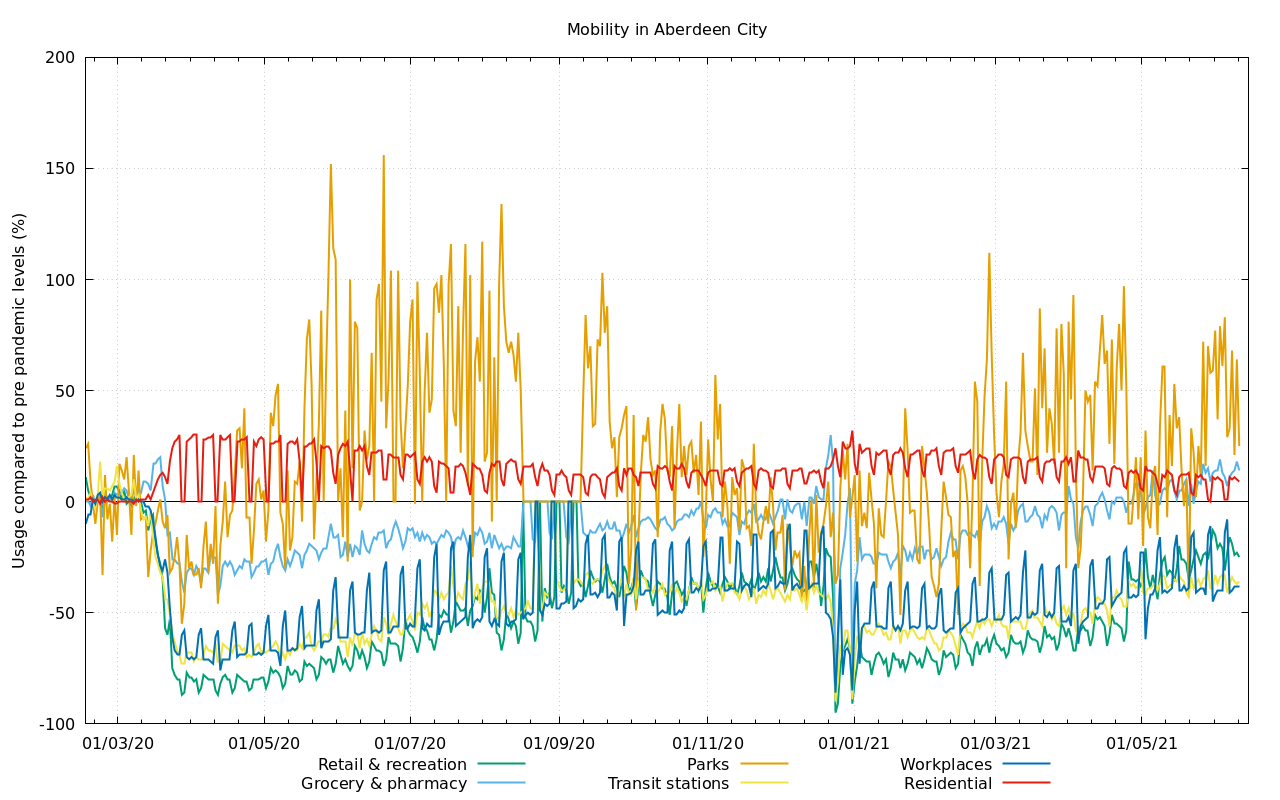 Mobility in Aberdeen City
Usage compared to pre pandemic levels (%)
200
150
100
50
0
-50
-100
01/03/20 01/05/20 01/07/20 01/09/20 01/11/20 01/01/21 01/03/21 01/05/21
Retail & recreation Parks Workplaces
Grocery & pharmacy Transit stations Residential